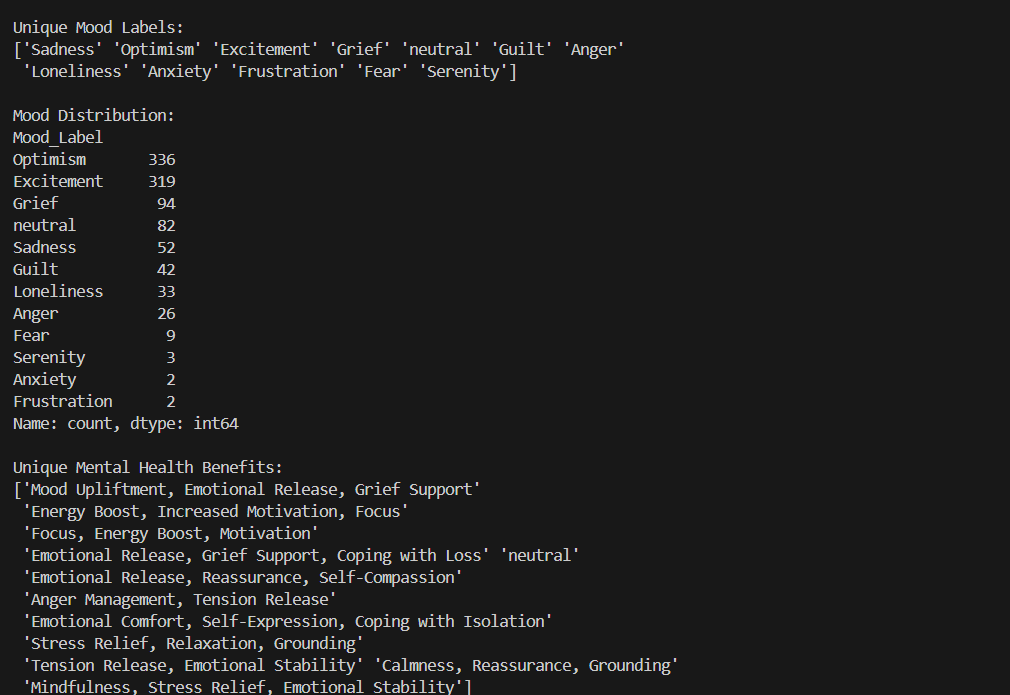 Unique Mood Labels:
['Sadness' 'Optimism' 'Excitement' 'Grief' 'neutral' 'Guilt' 'Anger'
 'Loneliness' 'Anxiety' 'Frustration' 'Fear' 'Serenity']
Mood Distribution:
Mood_Label
Optimism 336
Excitement 319
Grief 94
neutral 82
Sadness 52
Guilt 42
Loneliness 33
Anger 26
Fear 9
Serenity 3
Anxiety 2
Frustration 2
Name: count, dtype: int64
Unique Mental Health Benefits:
['Mood Upliftment, Emotional Release, Grief Support'
 'Energy Boost, Increased Motivation, Focus'
 'Focus, Energy Boost, Motivation'
 'Emotional Release, Grief Support, Coping with Loss' 'neutral'
 'Emotional Release, Reassurance, Self-Compassion'
 'Anger Management, Tension Release'
 'Emotional Comfort, Self-Expression, Coping with Isolation'
 'Stress Relief, Relaxation, Grounding'
 'Tension Release, Emotional Stability' 'Calmness, Reassurance, Grounding'
 'Mindfulness, Stress Relief, Emotional Stability']